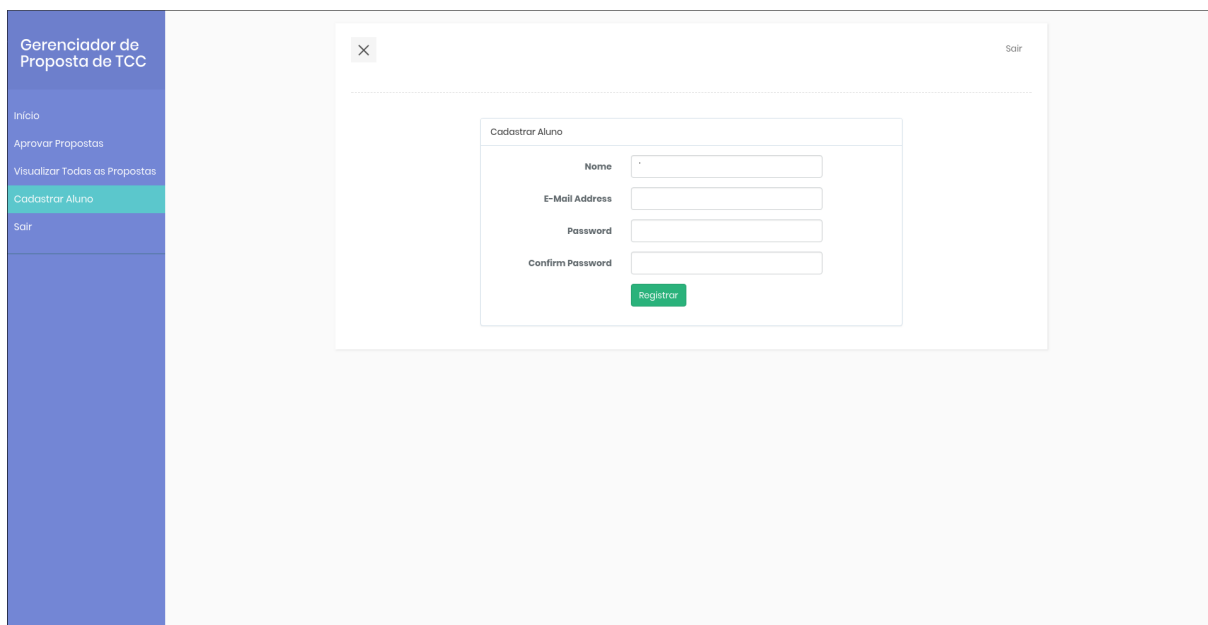 Gerenciador de
Proposta de TCC
Início
Aprovar Propostas
Visualizar Todas as Propostas
Cadastrar Aluno
Sair
Sair
Cadastrar Aluno
Nome
E-Mail Address
Password
Confirm Password
Registrar